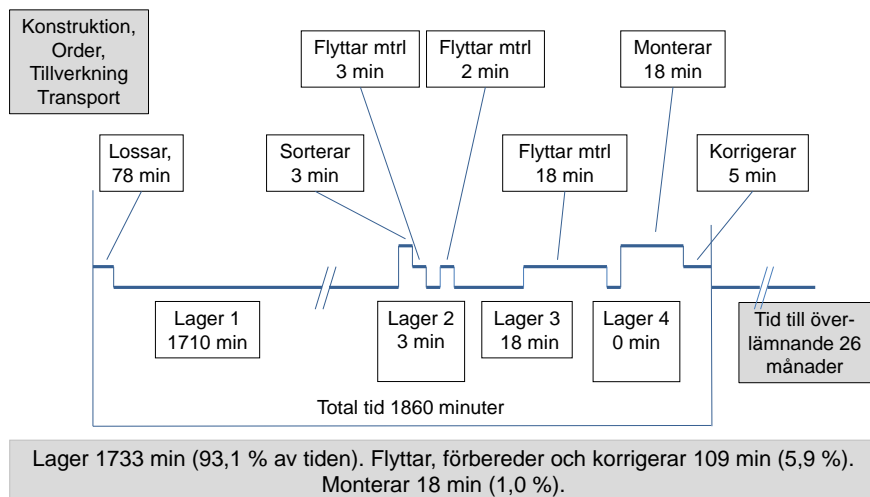 Konstruktion,
Order,
Tillverkning
Transport
Flyttar mtrl
3 min
Flyttar mtrl
2 min
Monterar
18 min
Lossar,
78 min
Sorterar
3 min
Flyttar mtrl
18 min
Korrigerar
5 min
Lager 1
1710 min
Lager 2
3 min
Lager 3
18 min
Lager 4
0 min
Tid till över-
lämnande 26
månader
Total tid 1860 minuter
Lager 1733 min (93,1 % av tiden). Flyttar, förbereder och korrigerar 109 min (5,9 %).
Monterar 18 min (1,0 %).